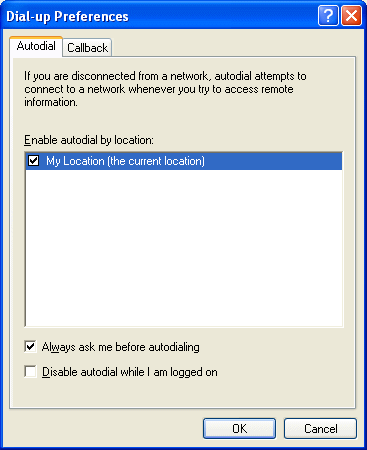 Dial-up Preferences
Autodial
Callback
If you are disconnected from a network, autodial attempts to
connect to a network whenever you try to access remote
information.
Enable autodial by location:
My Location (the current location)
Always ask me before autodialing
Disable autodial while I am logged on
OK
Cancel